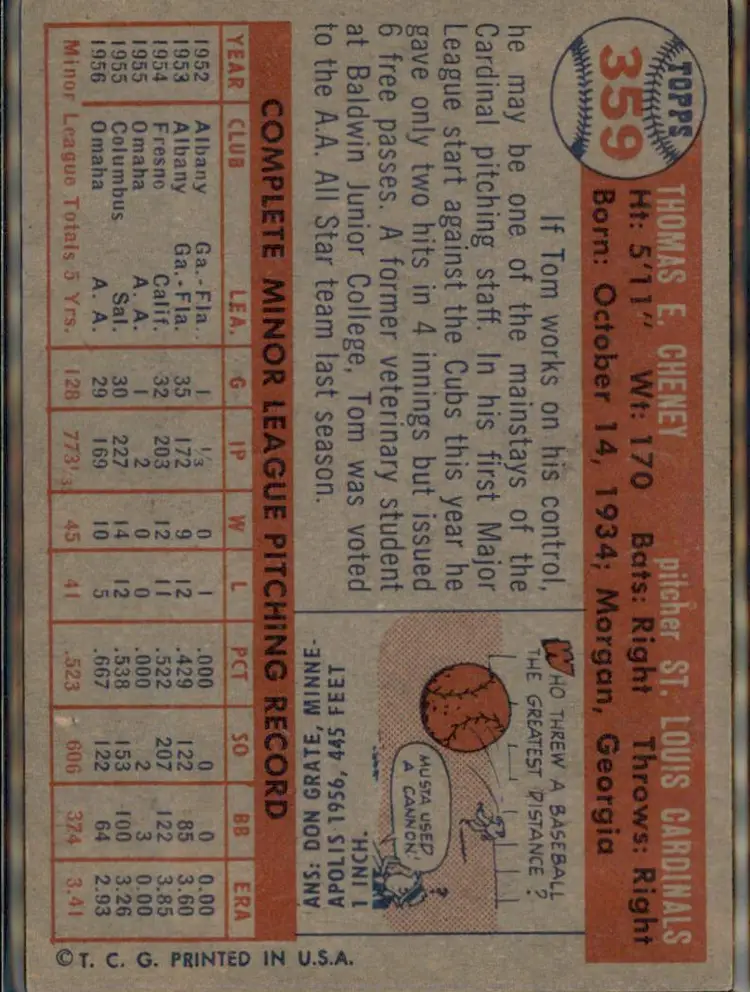 TOPPS
359
THOMAS E. CHENEY pitcher ST. LOUIS CARDINALS
Ht: 5'11" Wt: 170 Bats: Right Throws: Right
Born: October 14, 1934; Morgan, Georgia
If Tom works on his control,
he may be one of the mainstays of the
Cardinal pitching staff. In his first Major
League start against the Cubs this year he
gave only two hits in 4 innings but issued
6 free passes. A former veterinary student
at Baldwin Junior College, Tom was voted
to the A.A. All Star team last season.
WHO THREW A BASEBALL
THE GREATEST DISTANCE?
MUSTA USED
A CANNON!
?
ANS: DON GRATE, MINNE-
APOLIS 1956, 445 FEET
1 INCH.
COMPLETE MINOR LEAGUE PITCHING RECORD
YEAR CLUB LEA. G IP W L PCT SO BB ERA
1952 Albany Ga.-Fla. 1 1/3 0 1 .000 0 0 0.00
1953 Albany Ga.-Fla. 35 172 9 12 .429 122 85 3.60
1954 Fresno Calif. 32 203 12 11 .522 207 122 3.85
1955 Omaha A. A. 1 2 0 0 .000 2 3 0.00
1955 Columbus Sal. 30 227 14 12 .538 153 100 3.26
1956 Omaha A. A. 29 169 10 5 .667 122 64 2.93
Minor League Totals 5 Yrs. 128 773 1/3 45 41 .523 606 374 3.41
© T. C. G. PRINTED IN U.S.A.